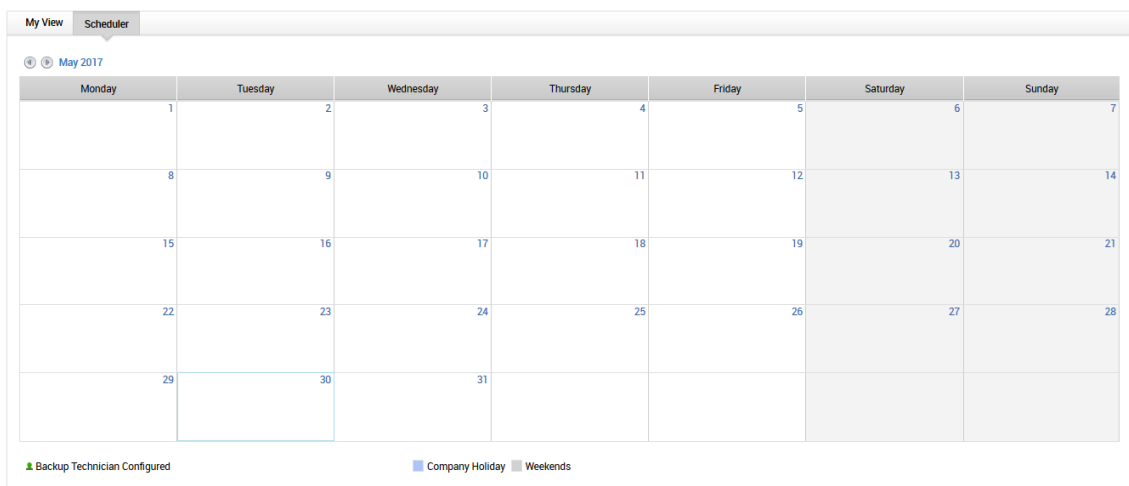 My View Scheduler
May 2017
Monday Tuesday Wednesday Thursday Friday Saturday Sunday
1 2 3 4 5 6 7
8 9 10 11 12 13 14
15 16 17 18 19 20 21
22 23 24 25 26 27 28
29 30 31
Backup Technician Configured Company Holiday Weekends